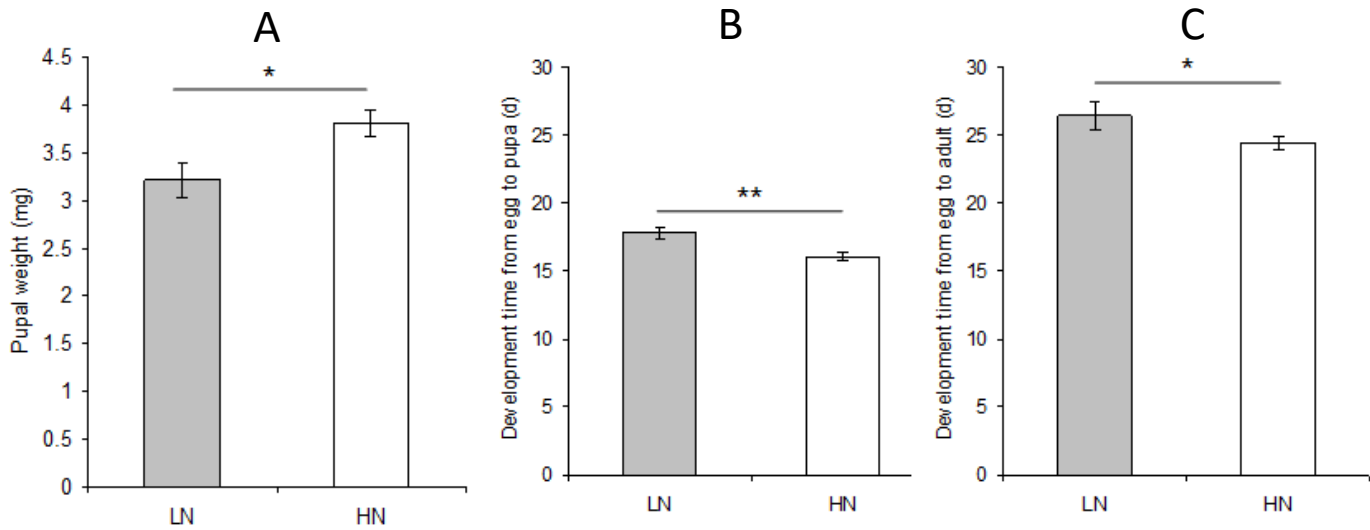 A
Pupal weight (mg)
4.5
4
3.5
3
2.5
2
1.5
1
0.5
0
*
LN
HN
B
Development time from egg to pupa (d)
30
25
20
15
10
5
0
**
LN
HN
C
Development time from egg to adult (d)
30
25
20
15
10
5
0
*
LN
HN